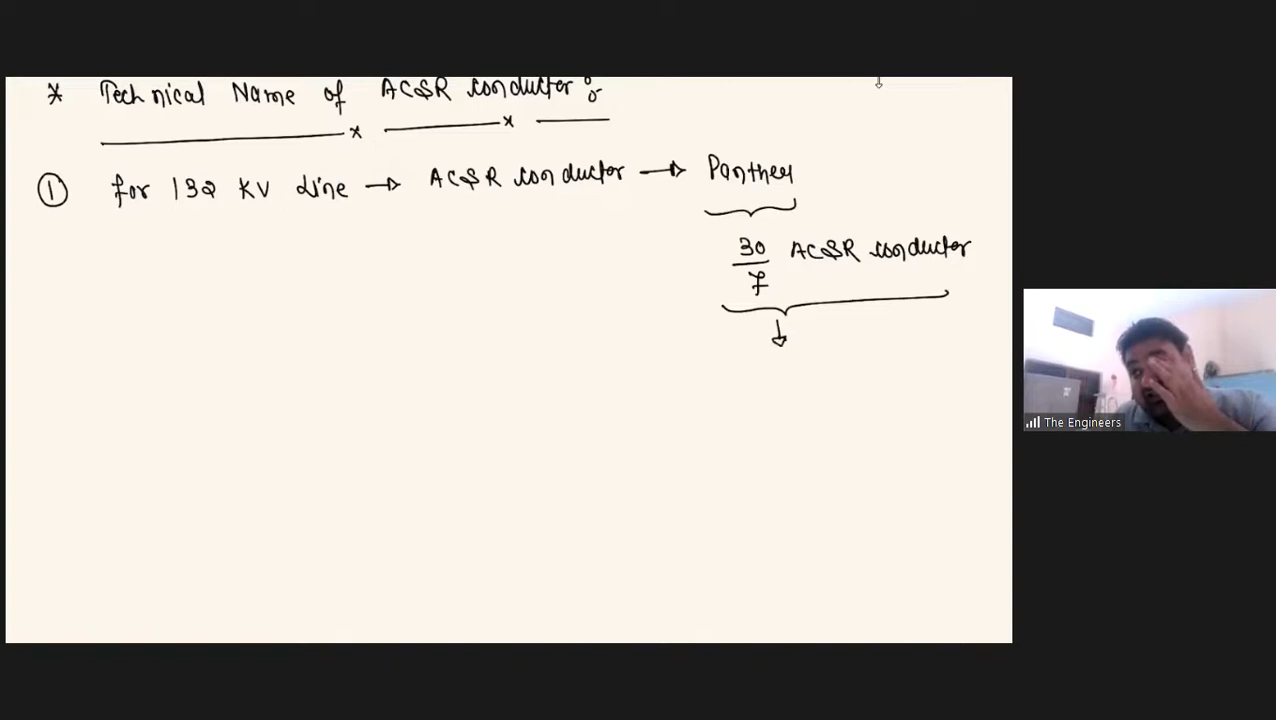 * Technical Name of ACSR conductor :
① for 132 KV Line → ACSR conductor → Panther
30/7 ACSR conductor
The Engineers